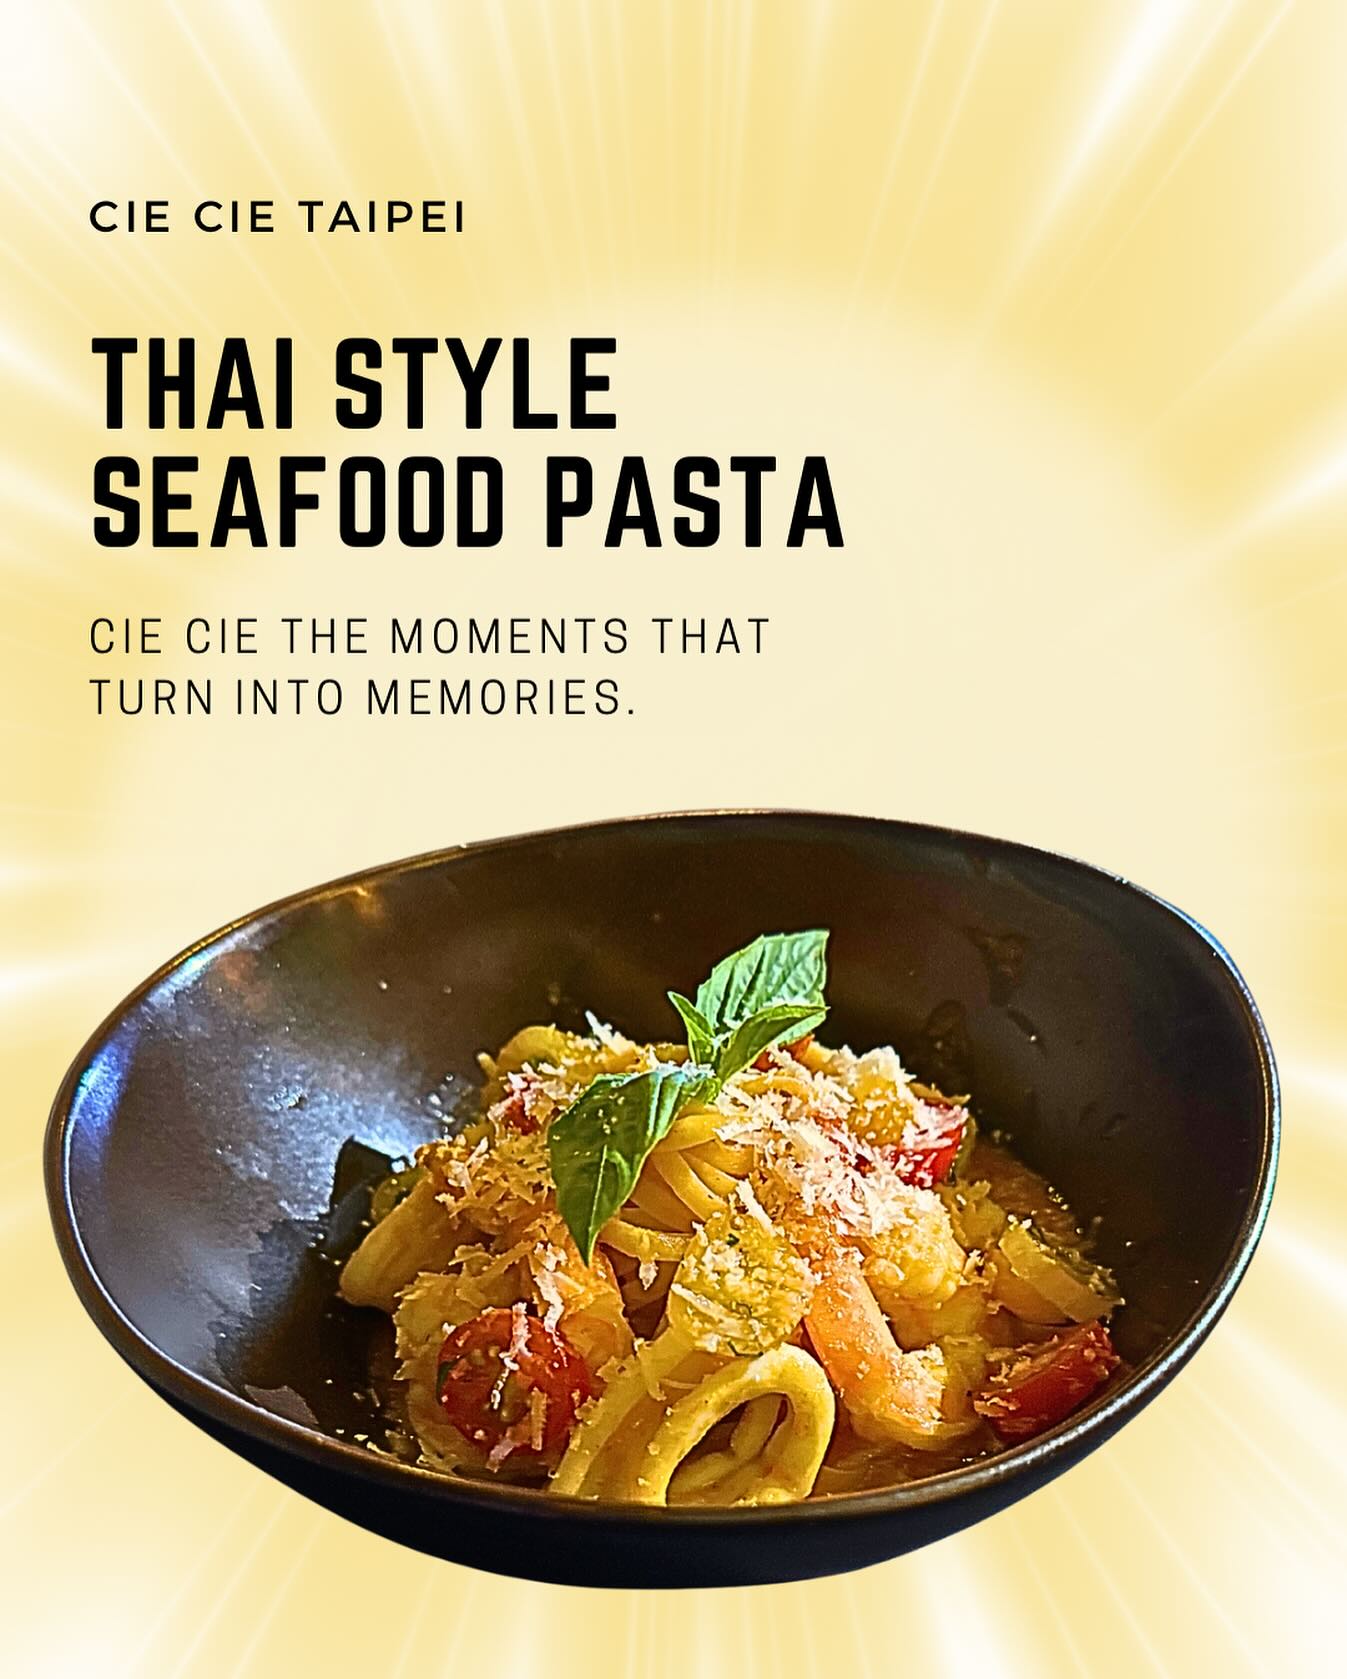 CIE CIE TAIPEI
THAI STYLE
SEAFOOD PASTA
CIE CIE THE MOMENTS THAT
TURN INTO MEMORIES.